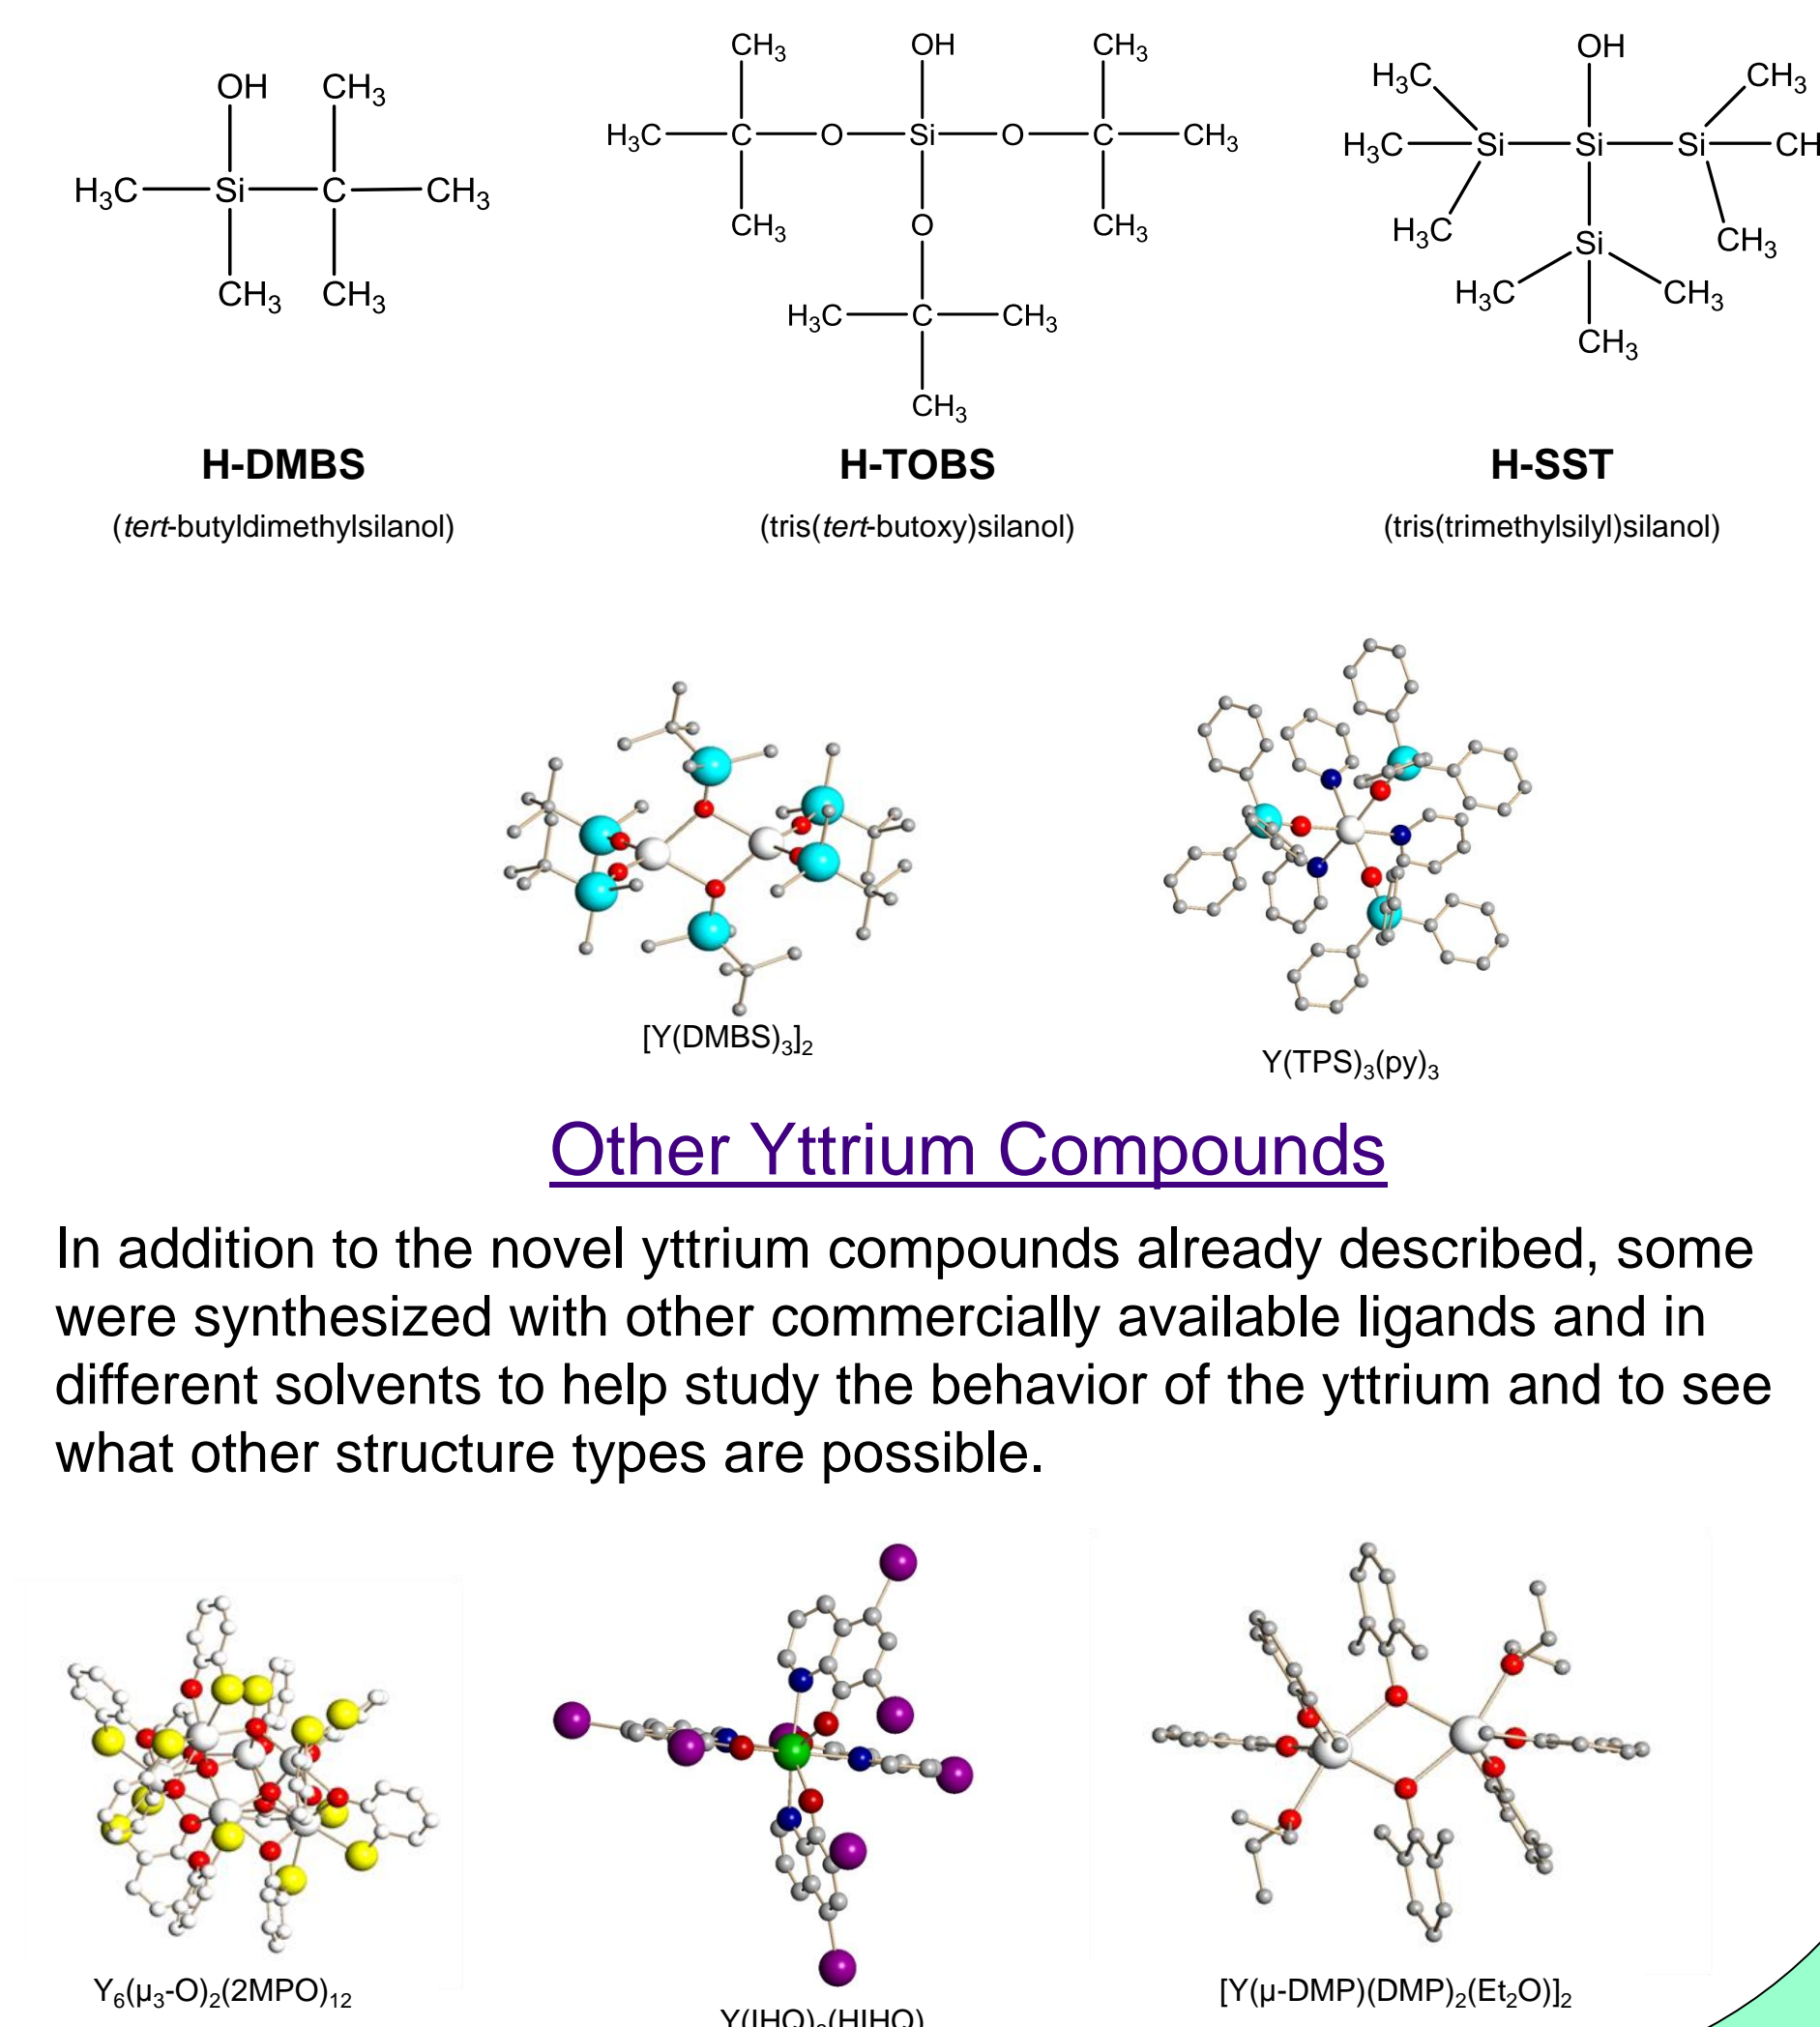 OH CH₃
H₃C Si C CH₃
CH₃ CH₃
CH₃ OH CH₃
H₃C C O Si O C CH₃
CH₃ O CH₃
H₃C C CH₃
CH₃
OH
H₃C CH₃
H₃C Si Si Si CH
H₃C Si CH₃
H₃C CH₃
CH₃
H-DMBS
(tert-butyldimethylsilanol)
H-TOBS
(tris(tert-butoxy)silanol)
H-SST
(tris(trimethylsilyl)silanol)
[Y(DMBS)₃]₂
Y(TPS)₃(py)₃
Other Yttrium Compounds
In addition to the novel yttrium compounds already described, some
were synthesized with other commercially available ligands and in
different solvents to help study the behavior of the yttrium and to see
what other structure types are possible.
Y₆(μ₃-O)₂(2MPO)₁₂
[Y(μ-DMP)(DMP)₂(Et₂O)]₂